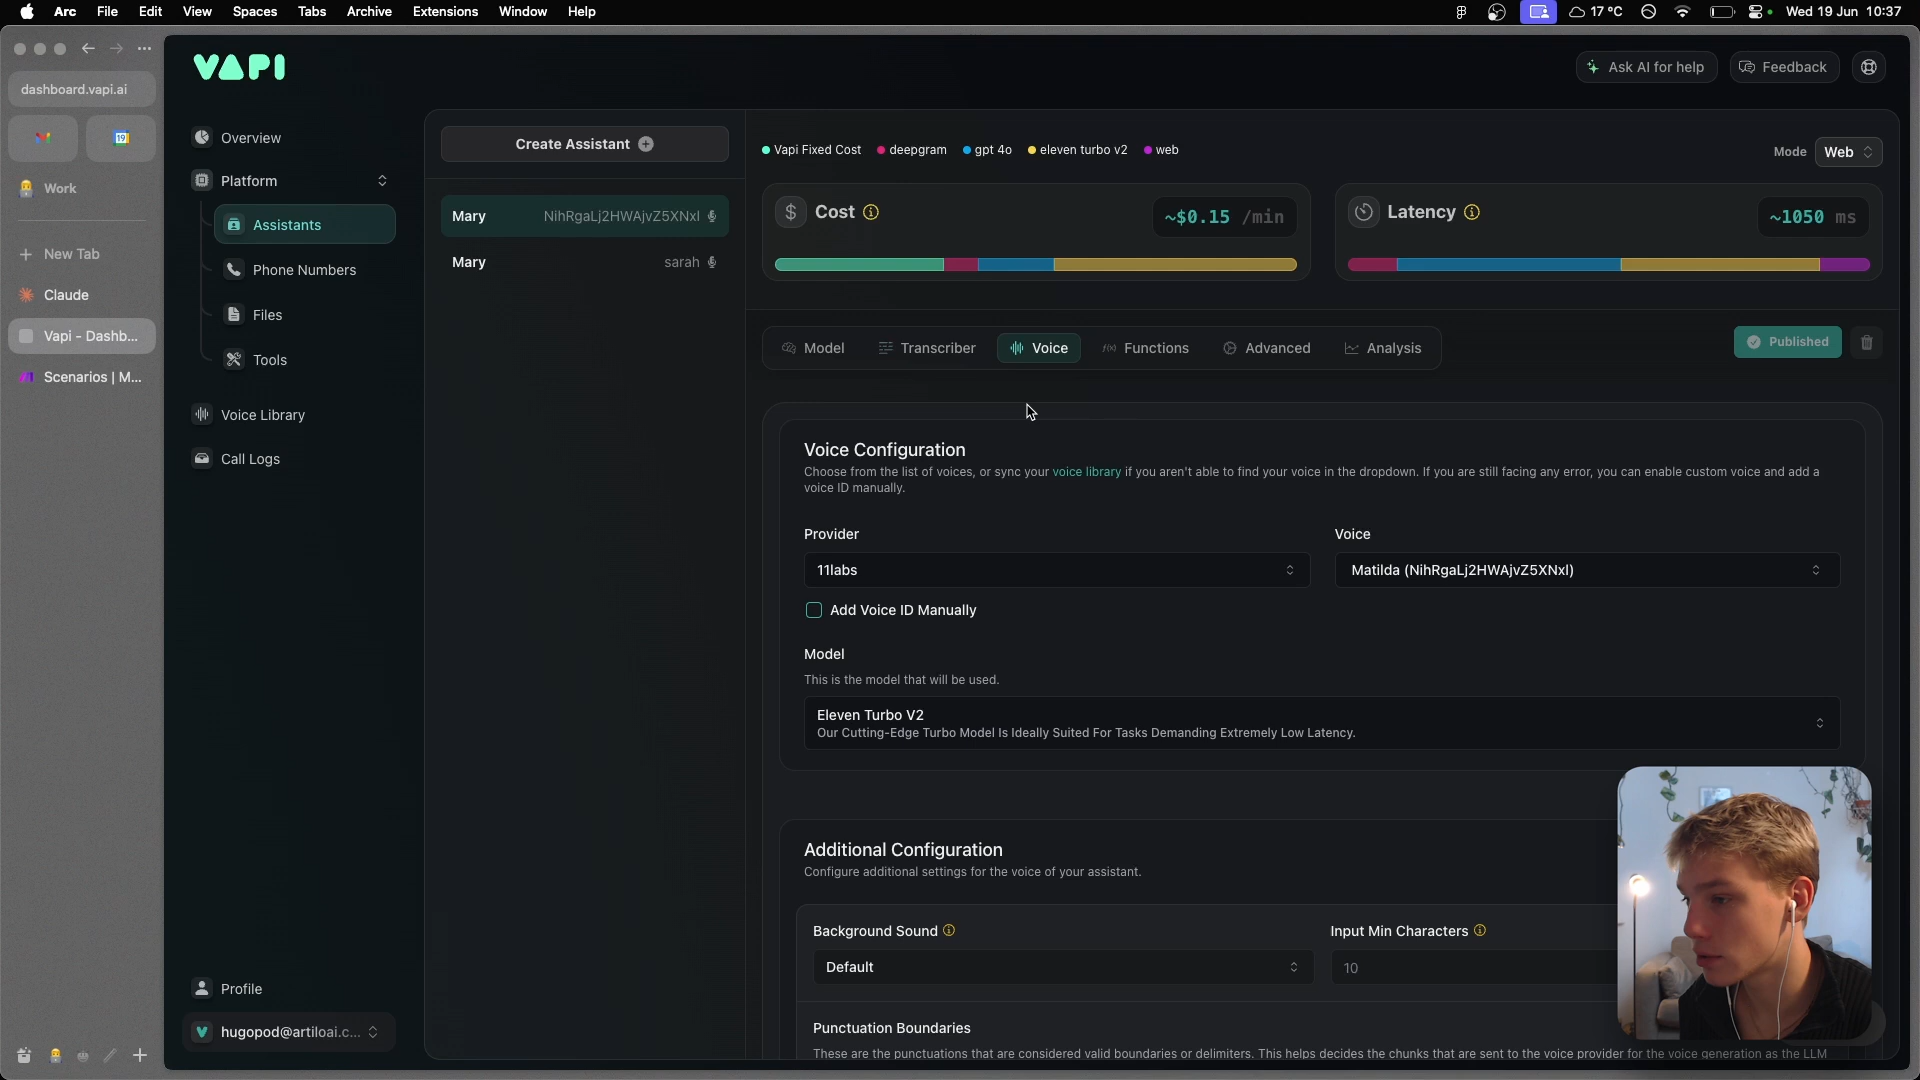 Arc File Edit View Spaces Tabs Archive Extensions Window Help
17 °C Wed 19 Jun 10:37
dashboard.vapi.ai
19
Work
New Tab
Claude
Vapi - Dashb...
Scenarios | M...
VAPI
Ask AI for help
Feedback
Overview
Platform
Assistants
Phone Numbers
Files
Tools
Voice Library
Call Logs
Profile
hugopod@artiloai.c...
Create Assistant
Mary NihRgaLj2HWAjvZ5XNxl
Mary sarah
Vapi Fixed Cost deepgram gpt 4o eleven turbo v2 web
Mode Web
Cost ~$0.15 /min
Latency ~1050 ms
Model Transcriber Voice Functions Advanced Analysis
Published
Voice Configuration
Choose from the list of voices, or sync your voice library if you aren't able to find your voice in the dropdown. If you are still facing any error, you can enable custom voice and add a
voice ID manually.
Provider
11labs
Voice
Matilda (NihRgaLj2HWAjvZ5XNxl)
Add Voice ID Manually
Model
This is the model that will be used.
Eleven Turbo V2
Our Cutting-Edge Turbo Model Is Ideally Suited For Tasks Demanding Extremely Low Latency.
Additional Configuration
Configure additional settings for the voice of your assistant.
Background Sound
Default
Input Min Characters
10
Punctuation Boundaries
These are the punctuations that are considered valid boundaries or delimiters. This helps decides the chunks that are sent to the voice provider for the voice generation as the LLM